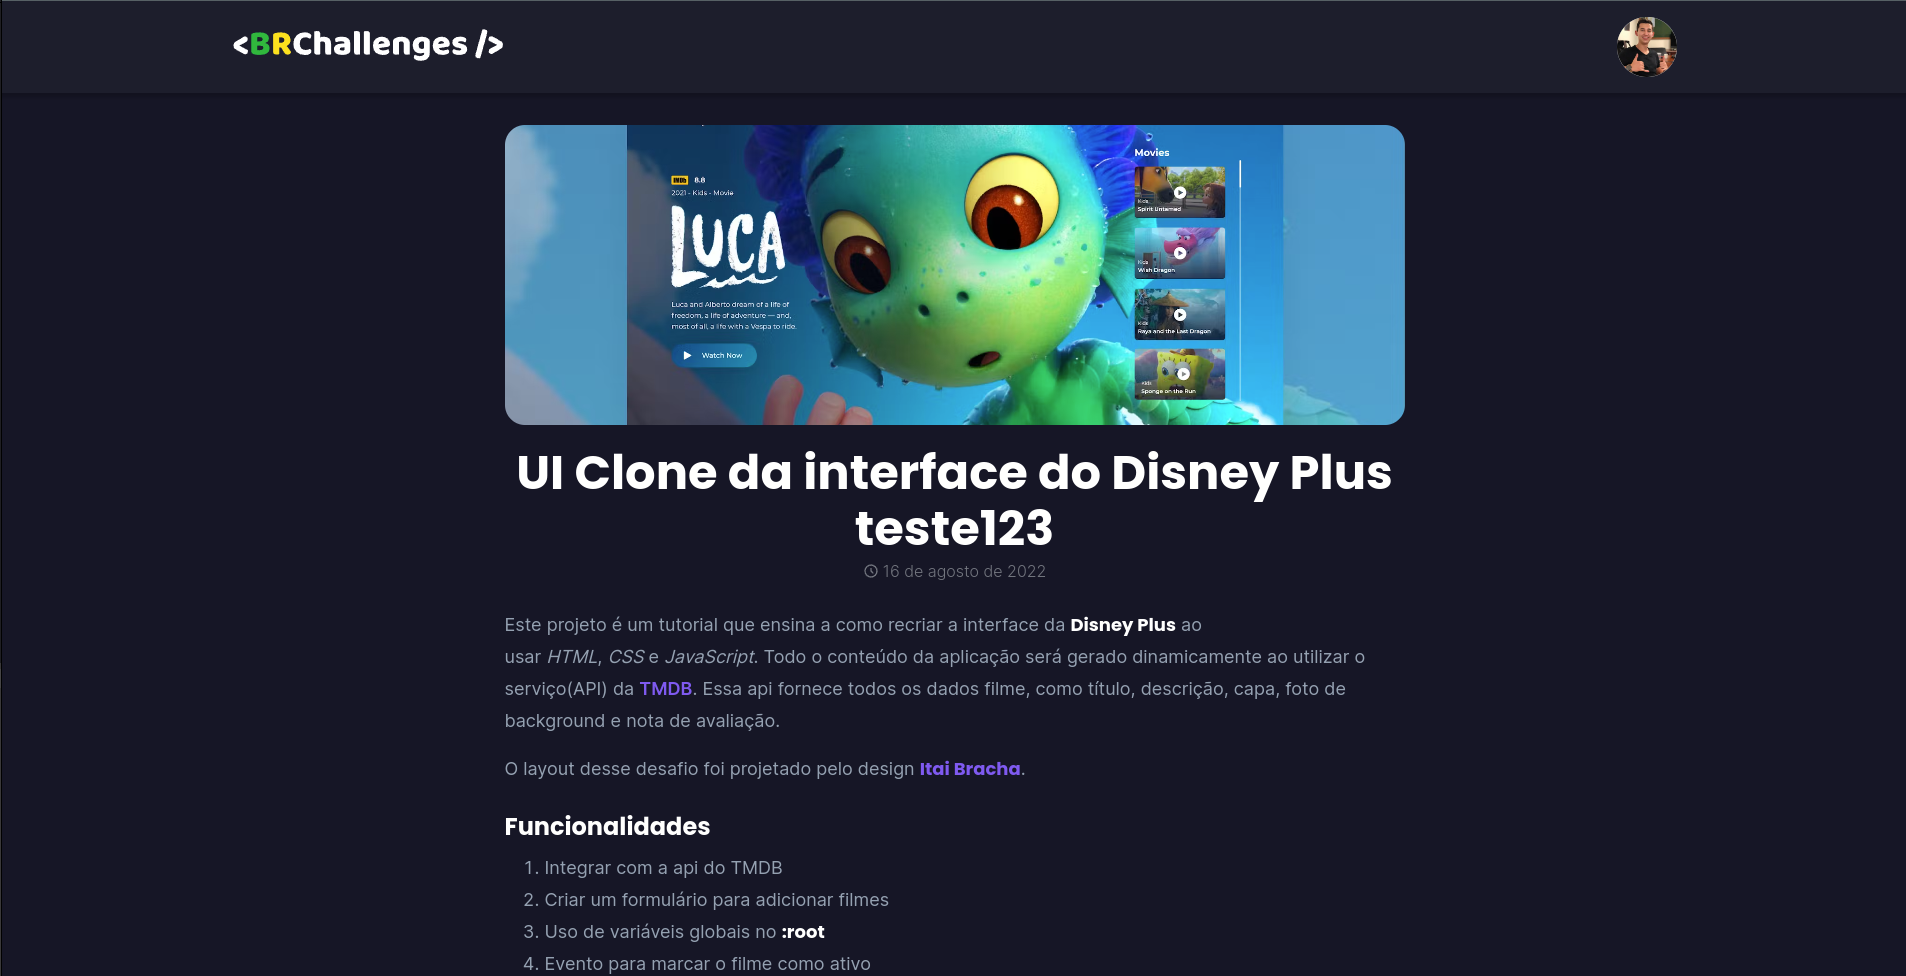 <BRChallenges />
IMDb 8.8
2021 - Kids - Movie
LUCA
Luca and Alberto dream of a life of
freedom, a life of adventure — and,
most of all, a life with a Vespa to ride.
Watch Now
Movies
Kids
Spirit Untamed
Kids
Wish Dragon
Kids
Raya and the Last Dragon
Kids
Sponge on the Run
UI Clone da interface do Disney Plus
teste123
16 de agosto de 2022
Este projeto é um tutorial que ensina a como recriar a interface da Disney Plus ao
usar HTML, CSS e JavaScript. Todo o conteúdo da aplicação será gerado dinamicamente ao utilizar o
serviço(API) da TMDB. Essa api fornece todos os dados filme, como título, descrição, capa, foto de
background e nota de avaliação.
O layout desse desafio foi projetado pelo design Itai Bracha.
Funcionalidades
1. Integrar com a api do TMDB
2. Criar um formulário para adicionar filmes
3. Uso de variáveis globais no :root
4. Evento para marcar o filme como ativo